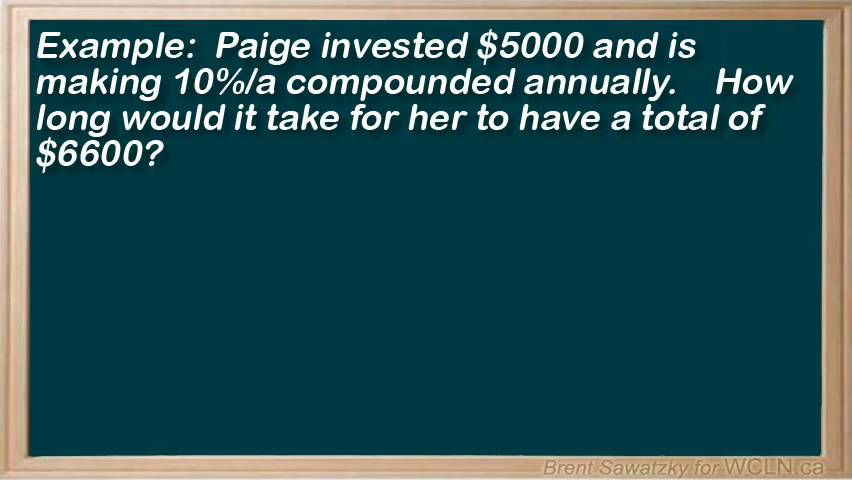 Example:  Paige invested $5000 and is
making 10%/a compounded annually.    How
long would it take for her to have a total of
$6600?
Brent Sawatzky for WCLN.ca